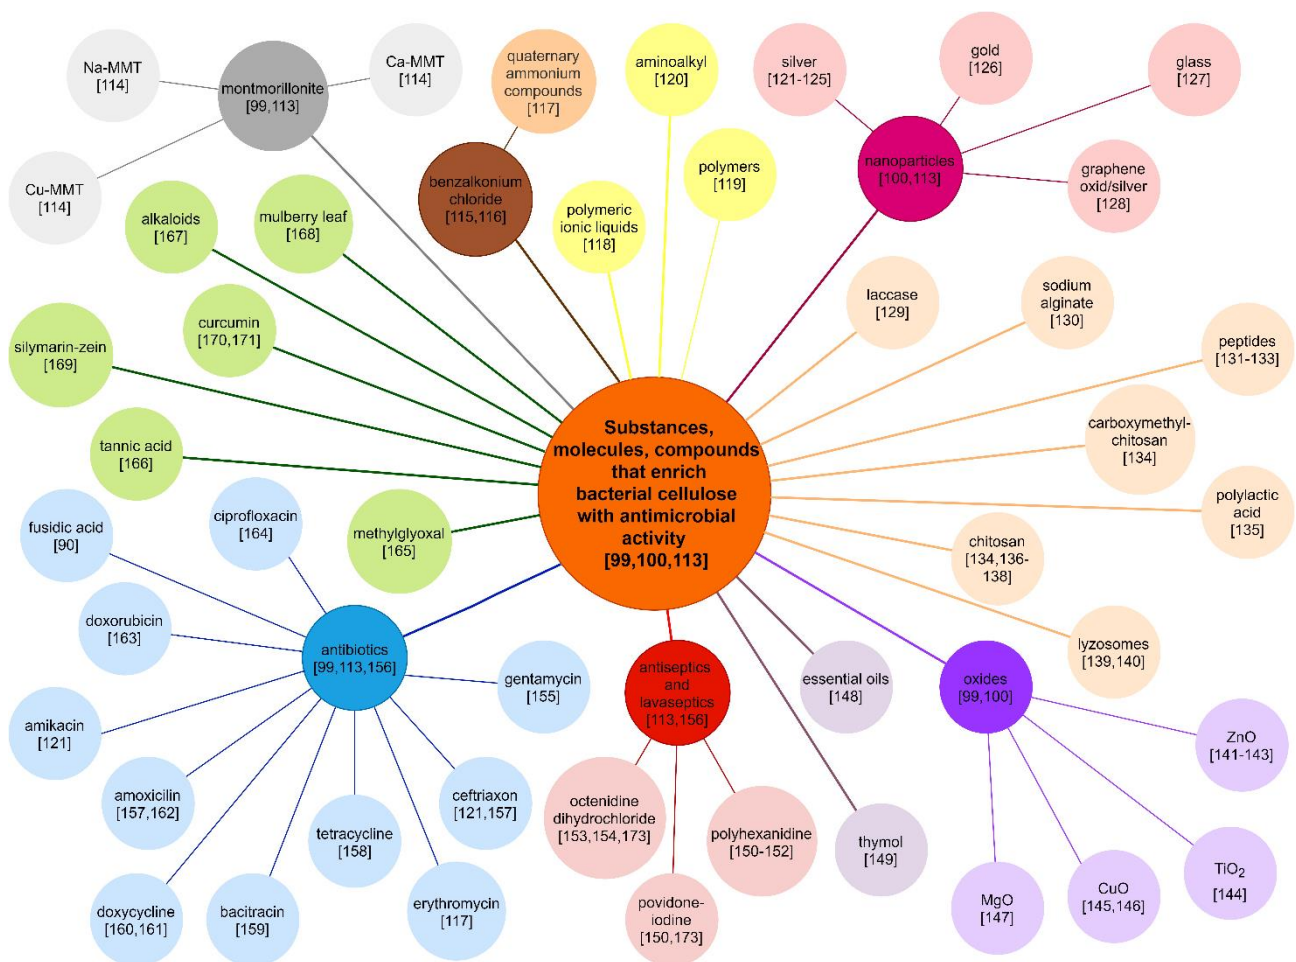 Na-MMT
[114]
montmorillonite
[99,113]
Ca-MMT
[114]
quaternary
ammonium
compounds
[117]
aminoalkyl
[120]
silver
[121-125]
gold
[126]
glass
[127]
Cu-MMT
[114]
alkaloids
[167]
mulberry leaf
[168]
benzalkonium
chloride
[115,116]
polymeric
ionic liquids
[118]
polymers
[119]
nanoparticles
[100,113]
graphene
oxid/silver
[128]
silymarin-zein
[169]
curcumin
[170,171]
laccase
[129]
sodium
alginate
[130]
peptides
[131-133]
tannic acid
[166]
Substances,
molecules, compounds
that enrich
bacterial cellulose
with antimicrobial
activity
[99,100,113]
carboxymethyl-
chitosan
[134]
polylactic
acid
[135]
fusidic acid
[90]
ciprofloxacin
[164]
methylglyoxal
[165]
chitosan
[134,136-
138]
doxorubicin
[163]
antibiotics
[99,113,156]
gentamycin
[155]
antiseptics
and
lavaseptics
[113,156]
essential oils
[148]
oxides
[99,100]
lyzosomes
[139,140]
amikacin
[121]
amoxicilin
[157,162]
tetracycline
[158]
ceftriaxon
[121,157]
octenidine
dihydrochloride
[153,154,173]
polyhexanidine
[150-152]
thymol
[149]
ZnO
[141-143]
doxycycline
[160,161]
bacitracin
[159]
erythromycin
[117]
povidone-
iodine
[150,173]
MgO
[147]
CuO
[145,146]
TiO₂
[144]